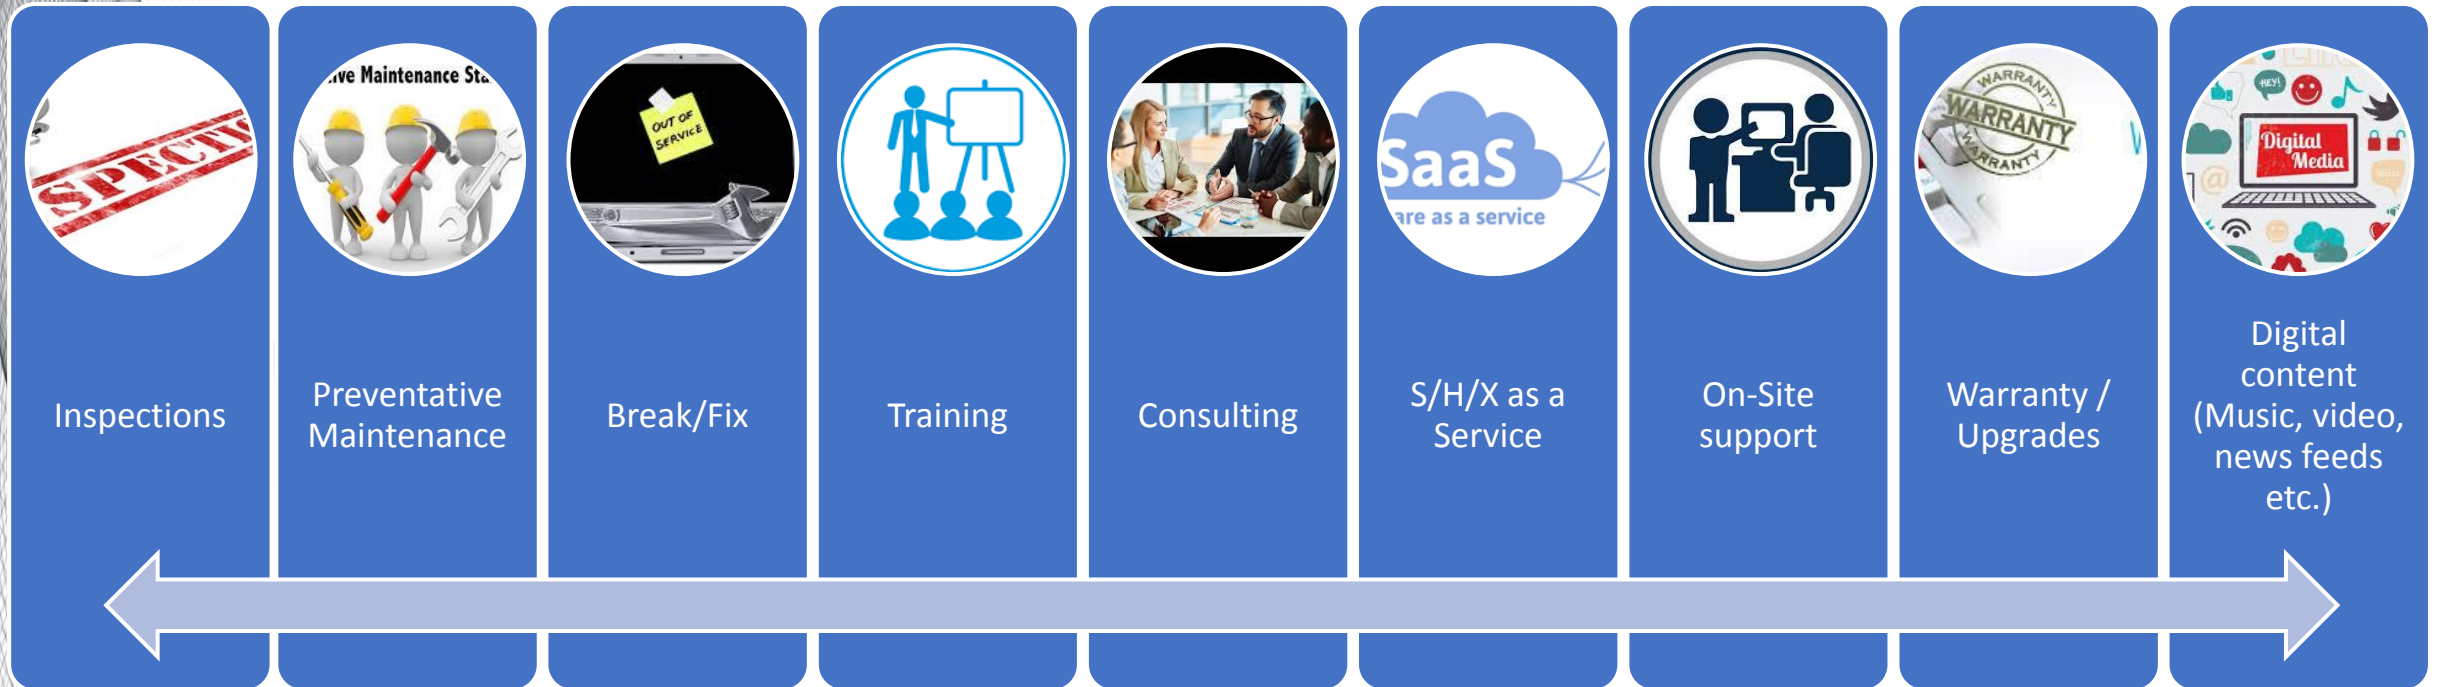 SPECTI
ive Maintenance Sta
OUT OF
SERVICE
SaaS
are as a service
WARRANTY
WARRANTY
WARRANTY
HEY!
Digital
Media
@
Inspections
Preventative
Maintenance
Break/Fix
Training
Consulting
S/H/X as a
Service
On-Site
support
Warranty /
Upgrades
Digital
content
(Music, video,
news feeds
etc.)